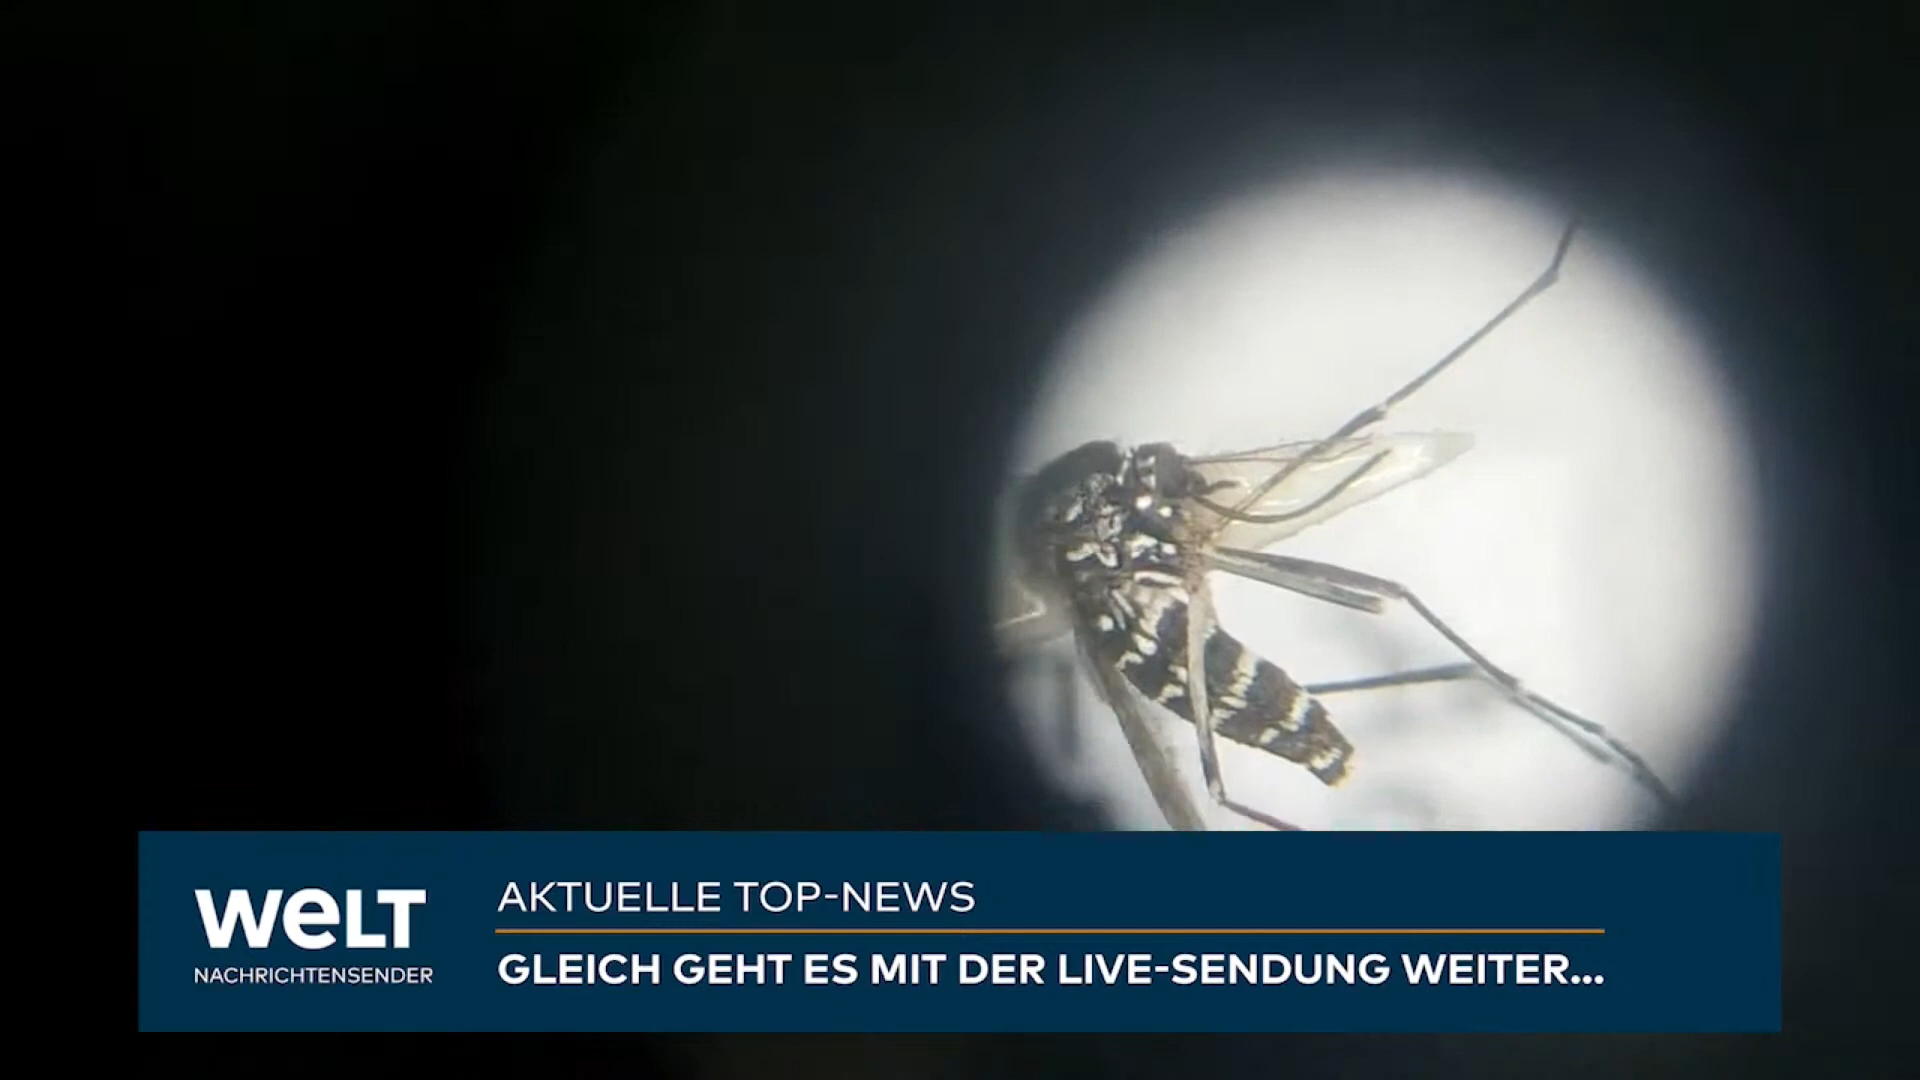 WELT
NACHRICHTENSENDER
AKTUELLE TOP-NEWS
GLEICH GEHT ES MIT DER LIVE-SENDUNG WEITER...